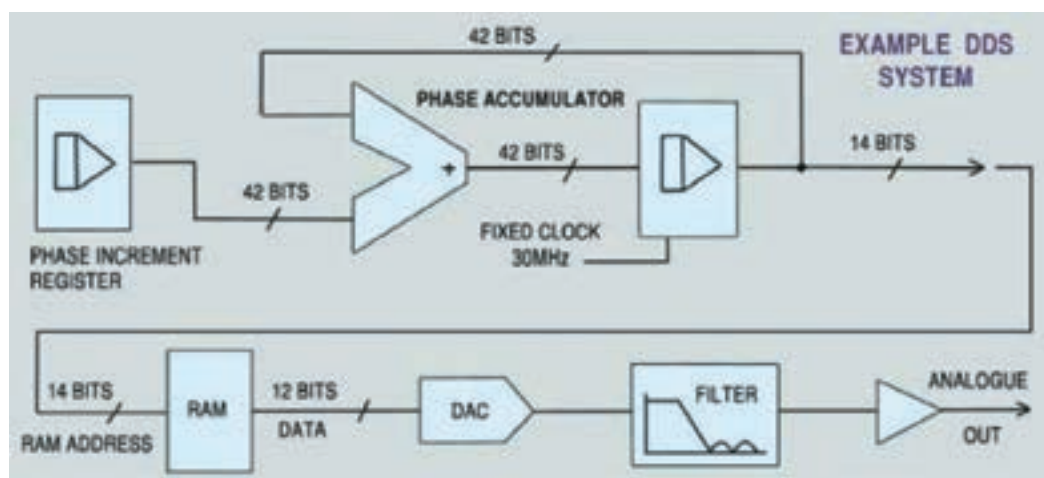 42 BITS
EXAMPLE DDS
SYSTEM
PHASE ACCUMULATOR
42 BITS
14 BITS
42 BITS
FIXED CLOCK
30MHz
PHASE INCREMENT
REGISTER
14 BITS
RAM ADDRESS
RAM
12 BITS
DATA
DAC
FILTER
ANALOGUE
OUT
+